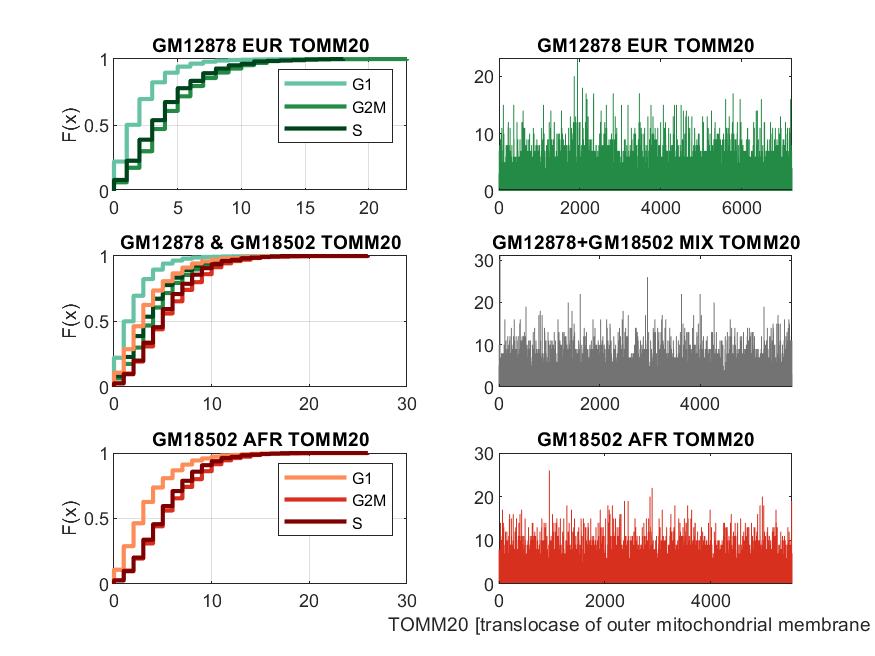 GM12878 EUR TOMM20
F(x)
1
0.5
0
0 5 10 15 20
G1
G2M
S
GM12878 EUR TOMM20
20
10
0
0 2000 4000 6000
GM12878 & GM18502 TOMM20
F(x)
1
0.5
0
0 10 20 30
GM12878+GM18502 MIX TOMM20
30
20
10
0
0 2000 4000
GM18502 AFR TOMM20
F(x)
1
0.5
0
0 10 20 30
G1
G2M
S
GM18502 AFR TOMM20
30
20
10
0
0 2000 4000
TOMM20 [translocase of outer mitochondrial membrane